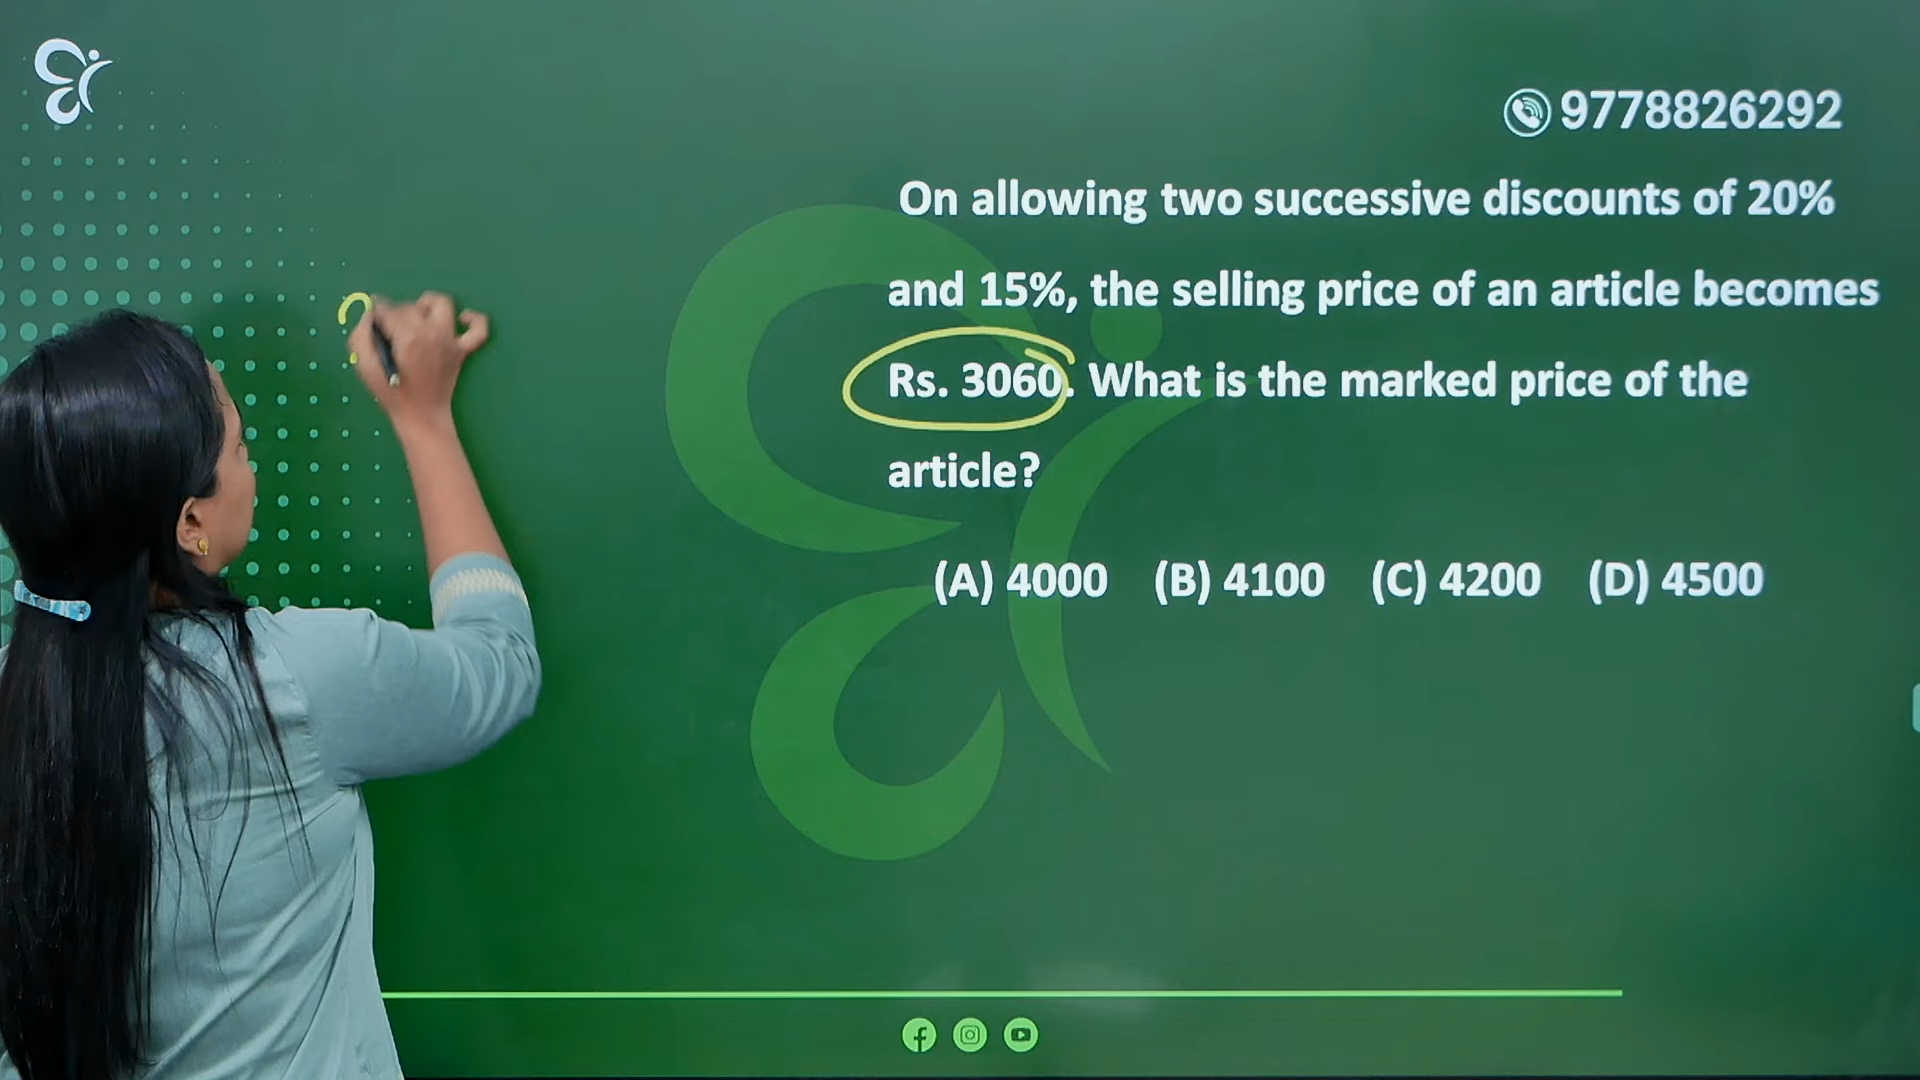 9778826292
On allowing two successive discounts of 20%
and 15%, the selling price of an article becomes
Rs. 3060. What is the marked price of the
article?
(A) 4000 (B) 4100 (C) 4200 (D) 4500